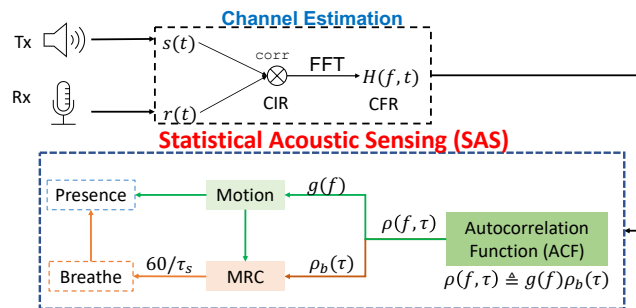 Channel Estimation
Tx
s(t)
corr
FFT
H(f, t)
CIR
CFR
Rx
r(t)
Statistical Acoustic Sensing (SAS)
Presence
Motion
g(f)
ρ(f, τ)
Autocorrelation
Function (ACF)
Breathe
60/τₛ
MRC
ρ_b(τ)
ρ(f, τ) ≜ g(f)ρ_b(τ)